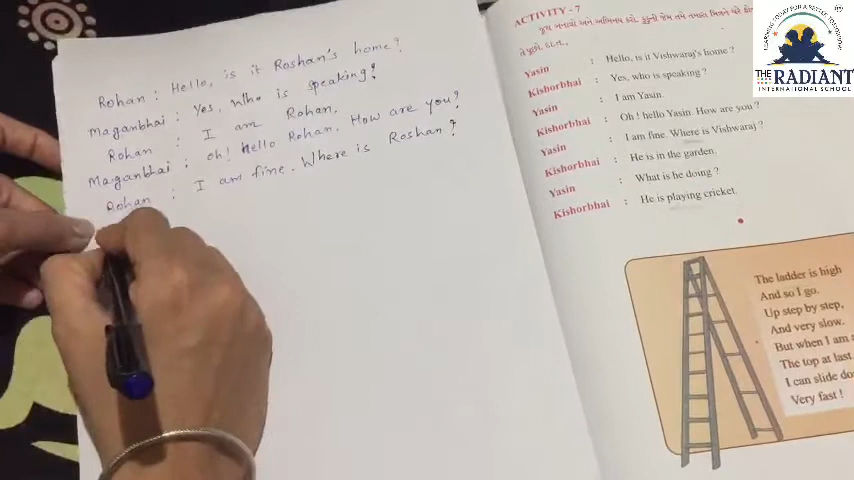 Rohan : Hello, is it Roshan's home?
Maganbhai : Yes, Who is speaking?
Rohan : I am Rohan.
Maganbhai : oh! Hello Rohan. How are you?
Rohan : I am fine. Where is Roshan?
ACTIVITY - 7
Yasin : Hello, is it Vishwaraj's home ?
Kishorbhai : Yes, who is speaking ?
Yasin : I am Yasin.
Kishorbhai : Oh ! hello Yasin. How are you ?
Yasin : I am fine. Where is Vishwaraj ?
Kishorbhai : He is in the garden.
Yasin : What is he doing ?
Kishorbhai : He is playing cricket.
The ladder is high
And so I go.
Up step by step,
And very slow.
But when I am
The top at last
I can slide
Very fast !
LEARNING TODAY FOR A BETTER TOMORROW
THE RADIANT
INTERNATIONAL SCHOOL